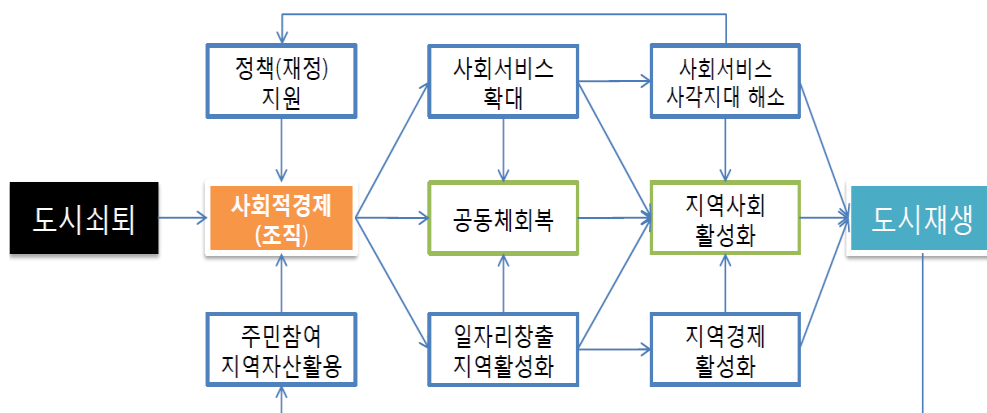 정책(재정)
지원
사회서비스
확대
사회서비스
사각지대 해소
도시쇠퇴
사회적경제
(조직)
공동체회복
지역사회
활성화
도시재생
주민참여
지역자산활용
일자리창출
지역활성화
지역경제
활성화